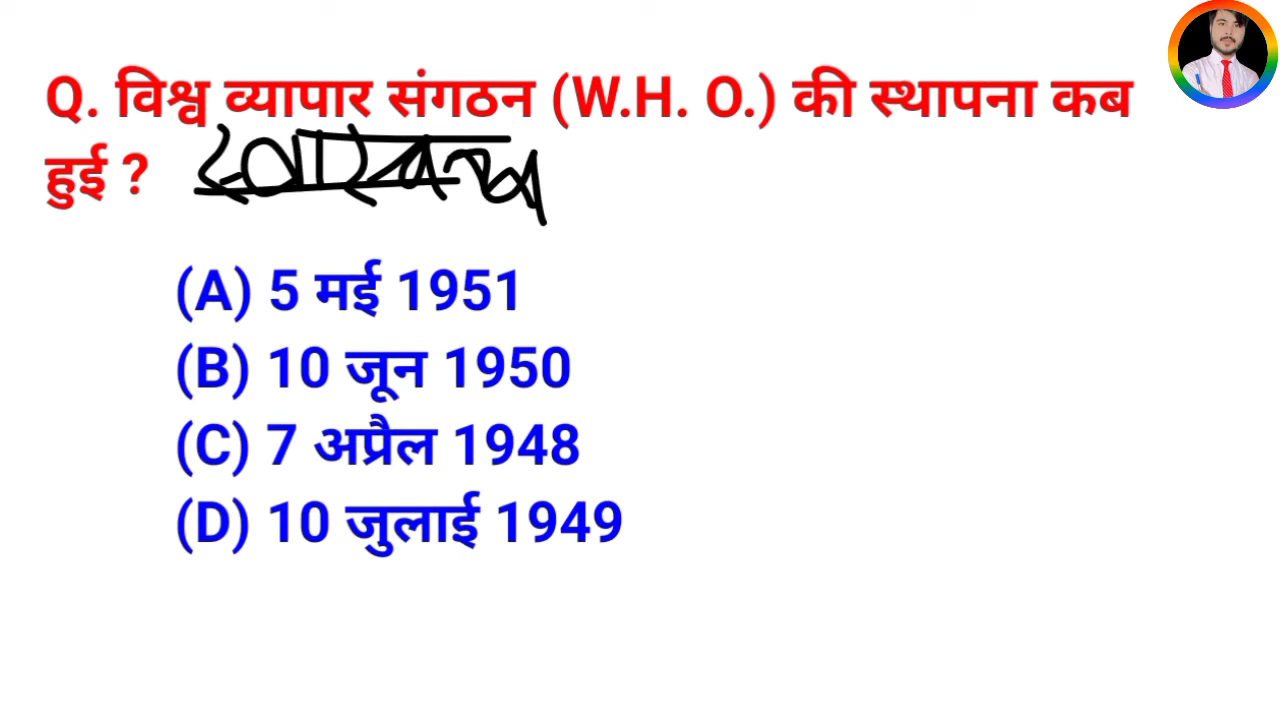 Q. विश्व व्यापार संगठन (W.H. O.) की स्थापना कब
हुई ?
(A) 5 मई 1951
(B) 10 जून 1950
(C) 7 अप्रैल 1948
(D) 10 जुलाई 1949